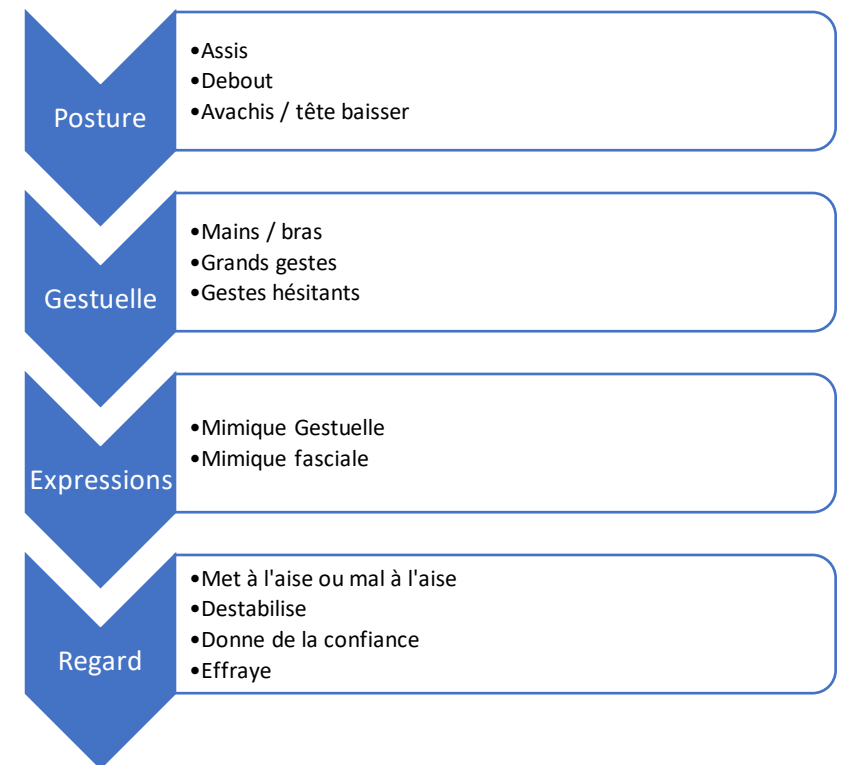 Posture
•Assis
•Debout
•Avachis / tête baisser
Gestuelle
•Mains / bras
•Grands gestes
•Gestes hésitants
Expressions
•Mimique Gestuelle
•Mimique fasciale
Regard
•Met à l'aise ou mal à l'aise
•Destabilise
•Donne de la confiance
•Effraye